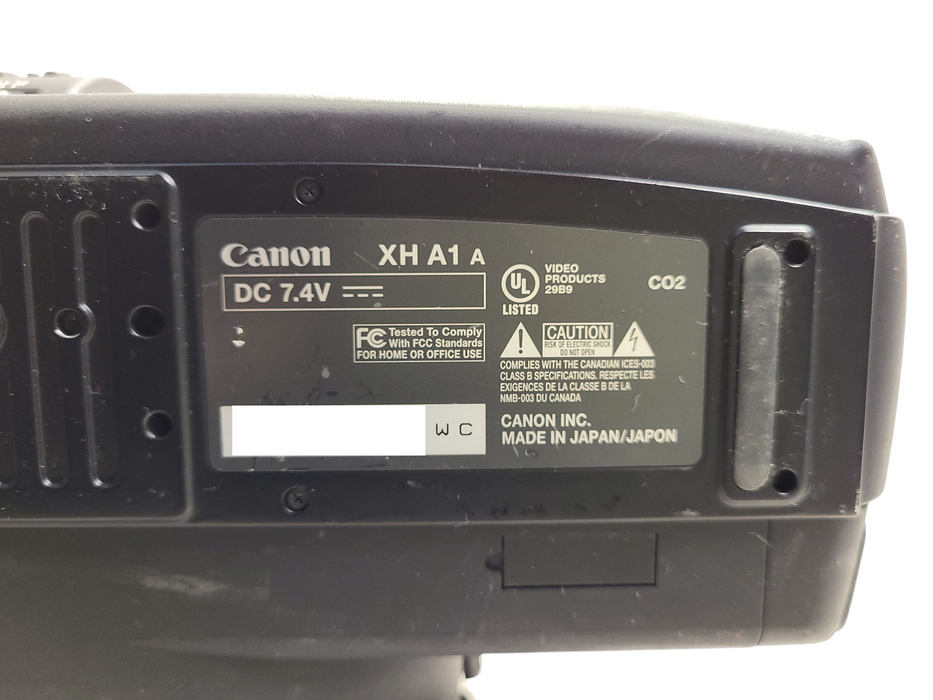 Canon XH A1 A
DC 7.4V
FC Tested To Comply
With FCC Standards
FOR HOME OR OFFICE USE
W C
UL
LISTED
VIDEO
PRODUCTS
29B9
CO2
CAUTION
RISK OF ELECTRIC SHOCK
DO NOT OPEN
COMPLIES WITH THE CANADIAN ICES-003
CLASS B SPECIFICATIONS. RESPECTE LES
EXIGENCES DE LA CLASSE B DE LA
NMB-003 DU CANADA
CANON INC.
MADE IN JAPAN/JAPON